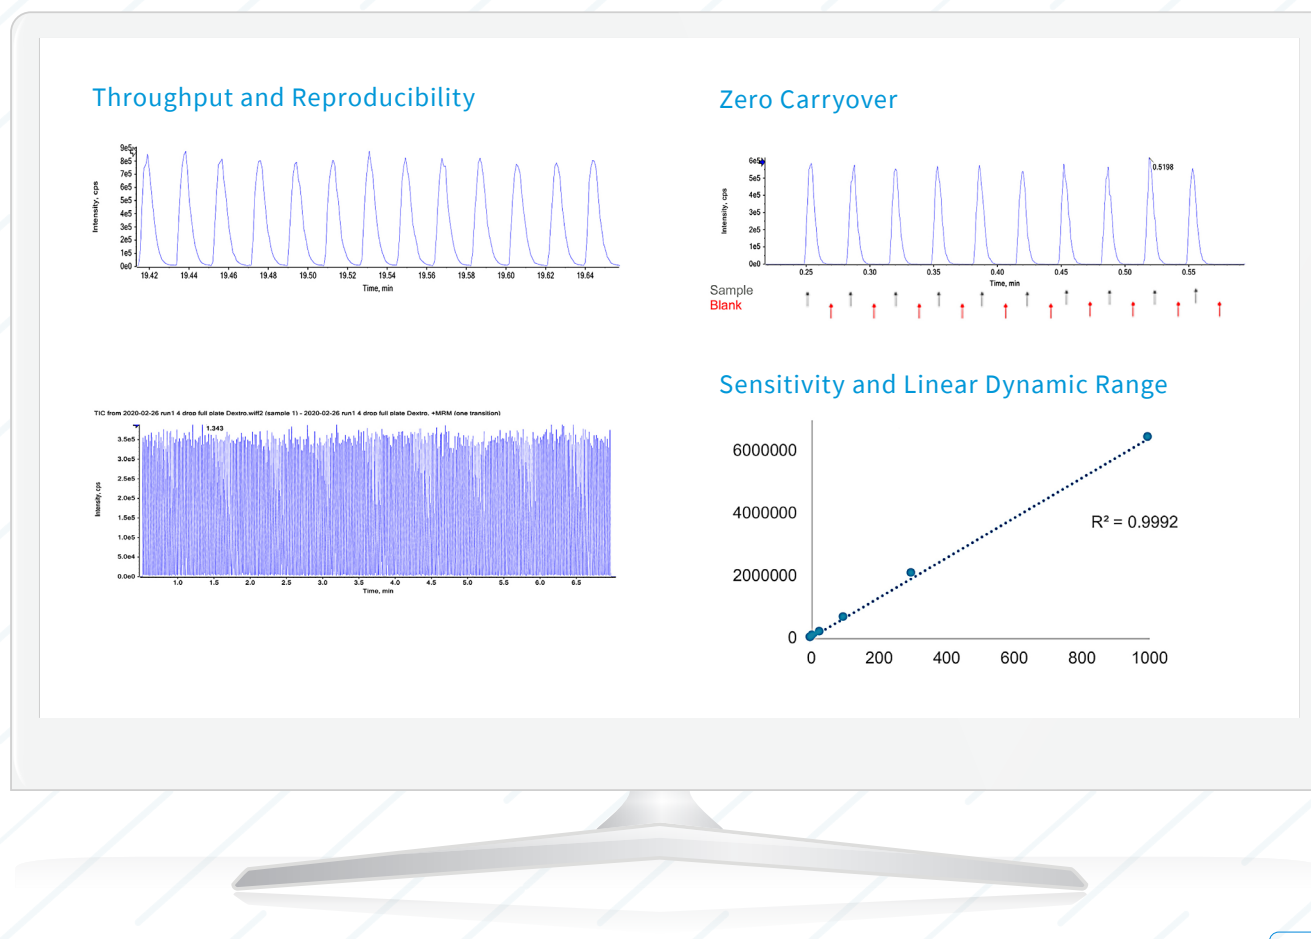 Throughput and Reproducibility
9e5
8e5
7e5
6e5
5e5
4e5
3e5
2e5
1e5
0e0
Intensity, cps
19.42 19.44 19.46 19.48 19.50 19.52 19.54 19.56 19.58 19.60 19.62 19.64
Time, min
TIC from 2020-02-26 run1 4 drop full plate Dextro.wiff2 (sample 1) - 2020-02-26 run1 4 drop full plate Dextro, +MRM (one transition)
1.343
3.5e5
3.0e5
2.5e5
2.0e5
1.5e5
1.0e5
5.0e4
0.0e0
Intensity, cps
1.0 1.5 2.0 2.5 3.0 3.5 4.0 4.5 5.0 5.5 6.0 6.5
Time, min
Zero Carryover
6e5
5e5
4e5
3e5
2e5
1e5
0e0
Intensity, cps
0.5198
0.25 0.30 0.35 0.40 0.45 0.50 0.55
Time, min
Sample
Blank
Sensitivity and Linear Dynamic Range
6000000
4000000
2000000
0
R² = 0.9992
0 200 400 600 800 1000